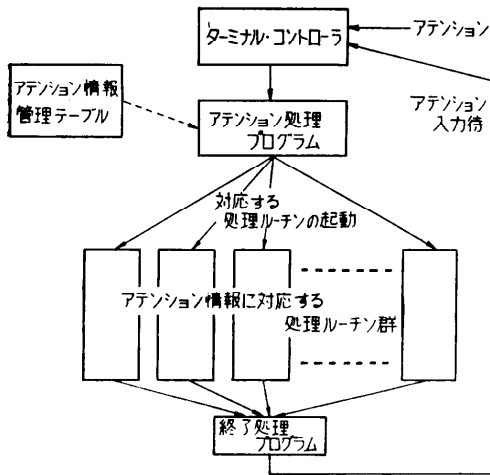 ターミナル・コントローラ
アテンション
アテンション情報
管理テーブル
アテンション
入力待
アテンション処理
プログラム
対応する
処理ルーチンの起動
アテンション情報に対応する
処理ルーチン群
終了処理
プログラム